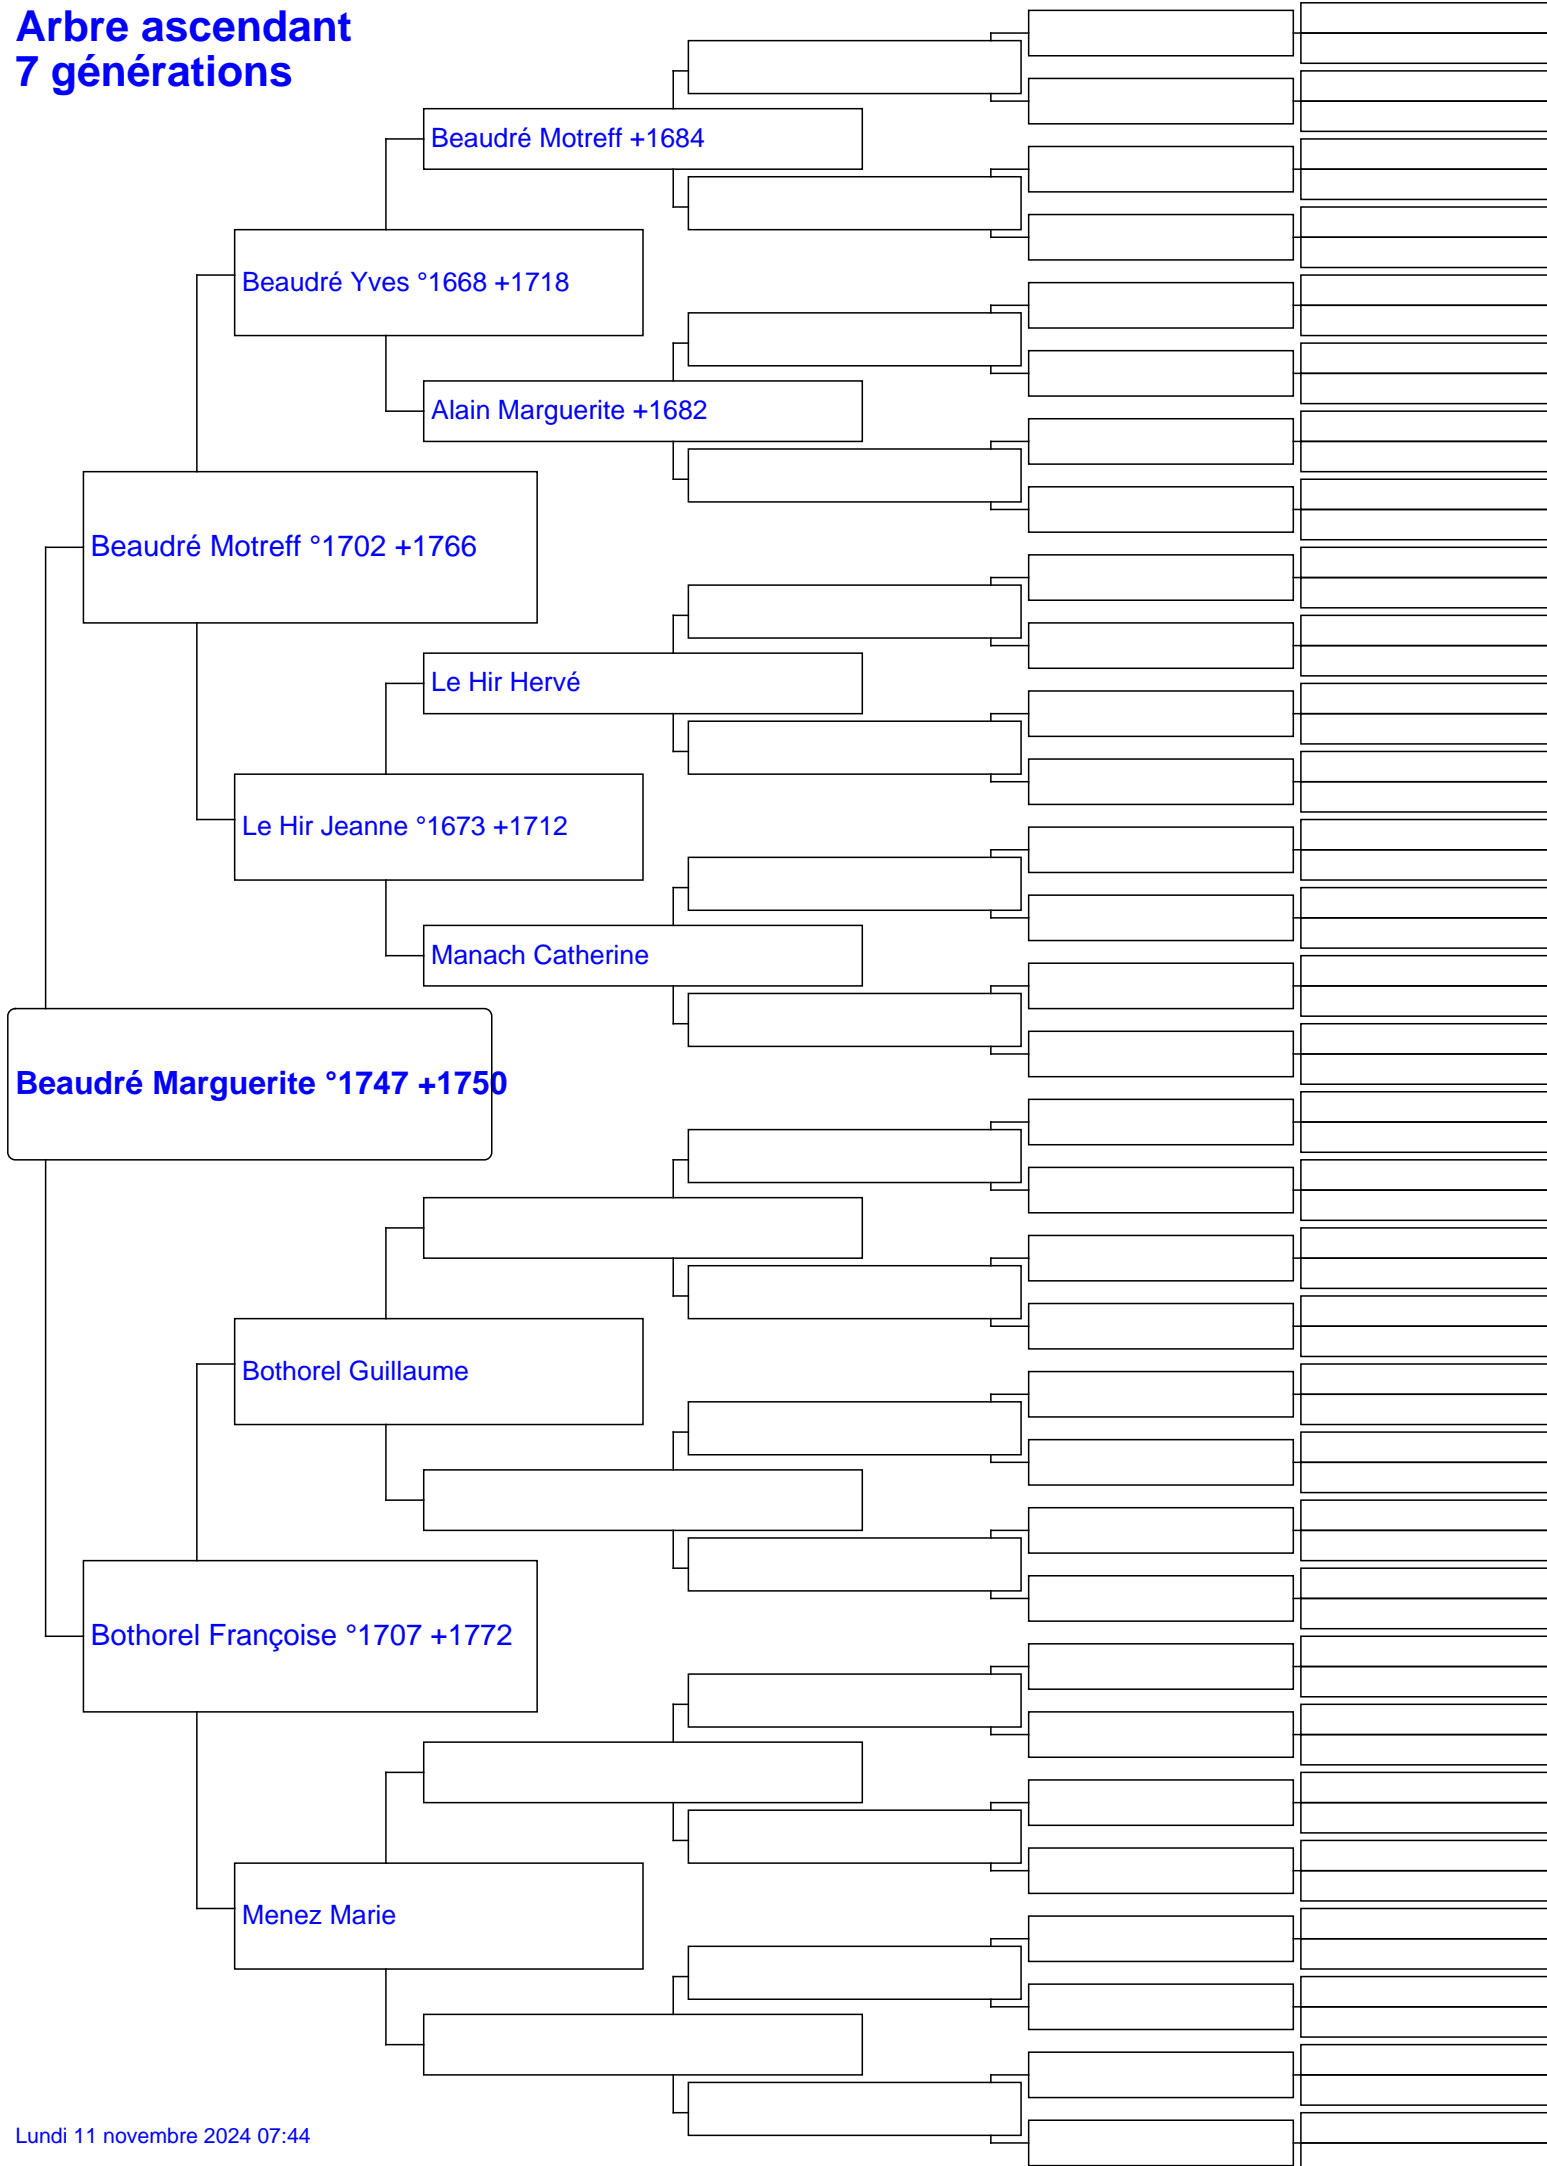 Arbre ascendant
7 générations
Beaudré Motreff +1684
Beaudré Yves °1668 +1718
Alain Marguerite +1682
Beaudré Motreff °1702 +1766
Le Hir Hervé
Le Hir Jeanne °1673 +1712
Manach Catherine
Beaudré Marguerite °1747 +1750
Bothorel Guillaume
Bothorel Françoise °1707 +1772
Menez Marie
Lundi 11 novembre 2024 07:44